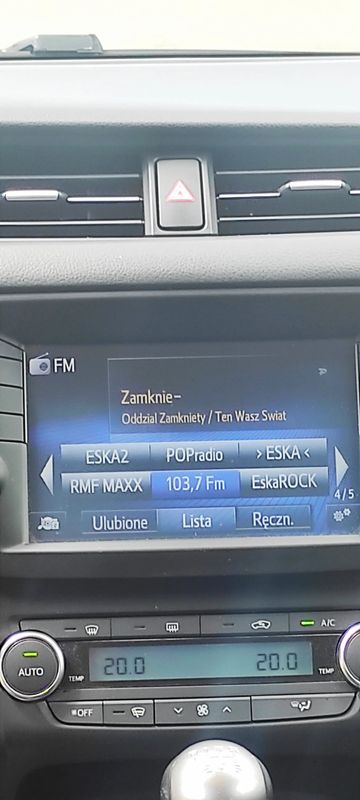 FM
Zamknie-
Oddzial Zamkniety / Ten Wasz Swiat
ESKA2 POPradio > ESKA <
RMF MAXX 103,7 Fm EskaROCK
4/5
Ulubione Lista Ręczn.
A/C
AUTO
TEMP 20.0 20.0 TEMP
OFF